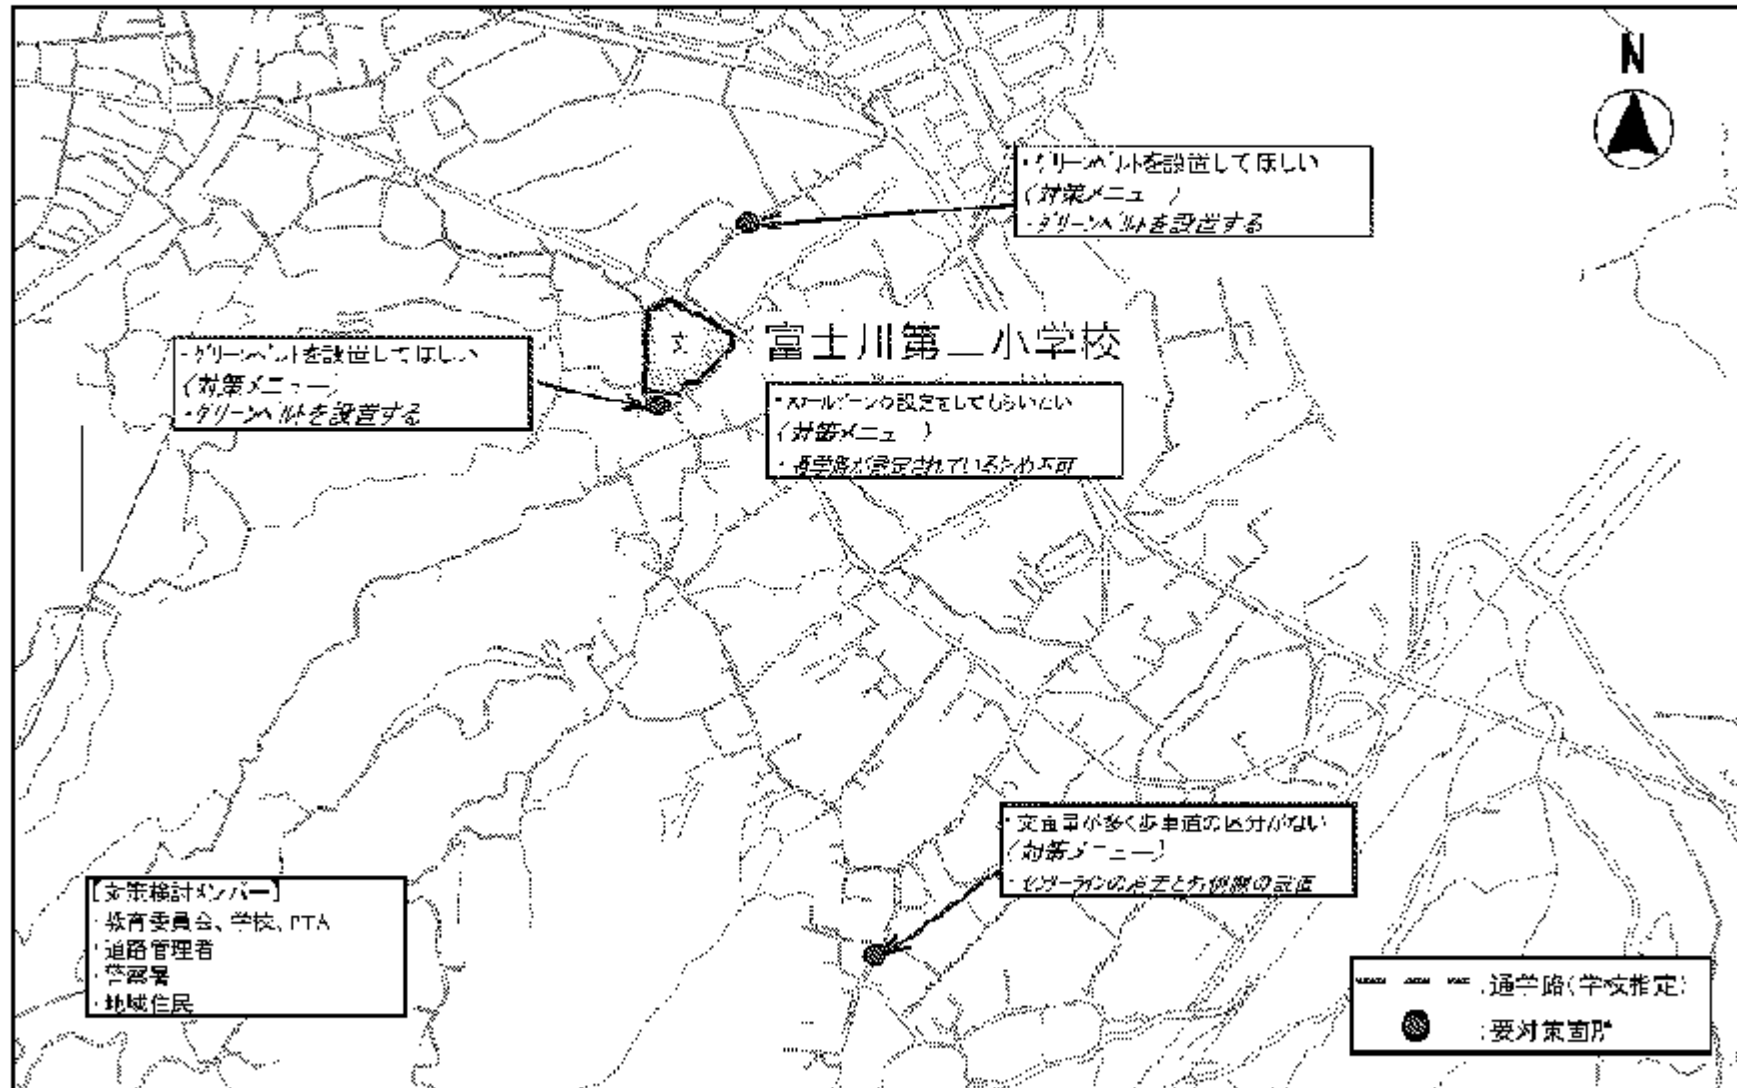 N
・グリーンベルトを設置してほしい
(対策メニュー)
・グリーンベルトを設置する
文
富士川第二小学校
・グリーンベルトを設置してほしい
(対策メニュー)
・グリーンベルトを設置する
・スクールゾーンの設定をしてもらいたい
(対策メニュー)
・通学路が設定されているため不可
・交通量が多く歩車道の区分がない
(対策メニュー)
・センターラインの
【対策検討メンバー】
・教育委員会、学校、PTA
・道路管理者
・警察署
・地域住民
:通学路(学校指定)
:要対策箇所